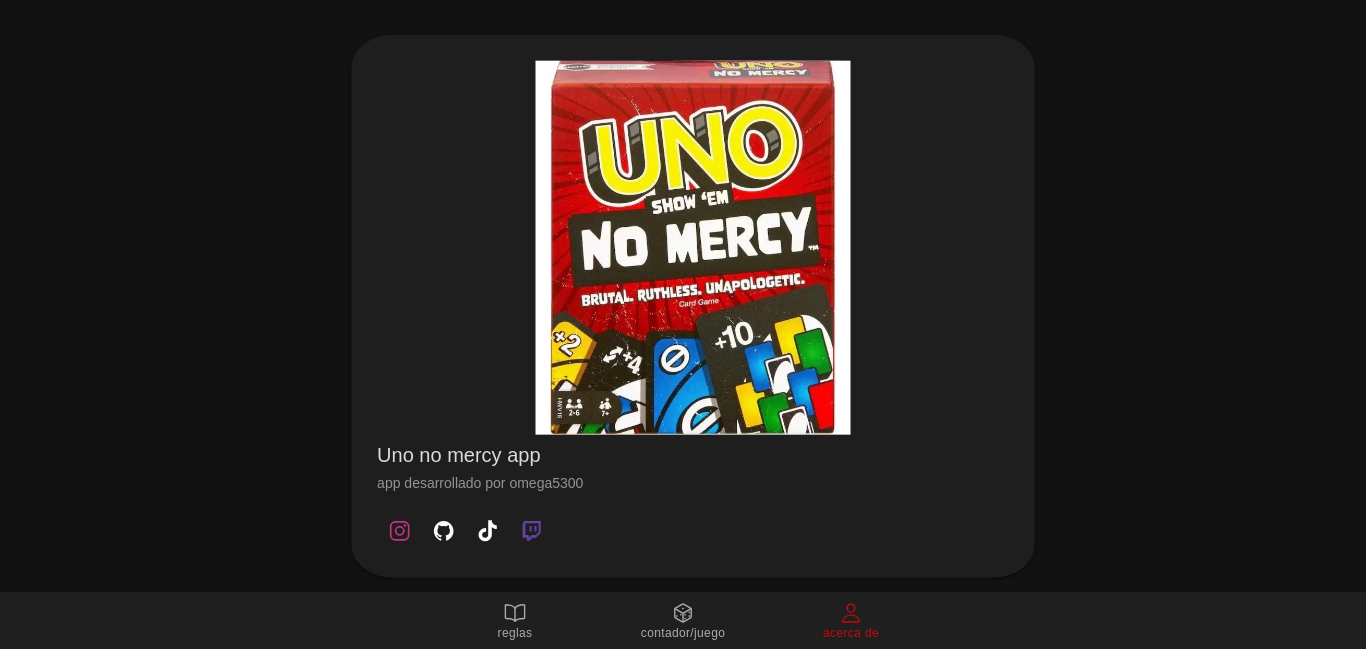 UNO
NO MERCY
UNO
SHOW 'EM
NO MERCY™
BRUTAL. RUTHLESS. UNAPOLOGETIC.
Card Game
+2
+4
+10
2-6
7+
Uno no mercy app
app desarrollado por omega5300
reglas
contador/juego
acerca de